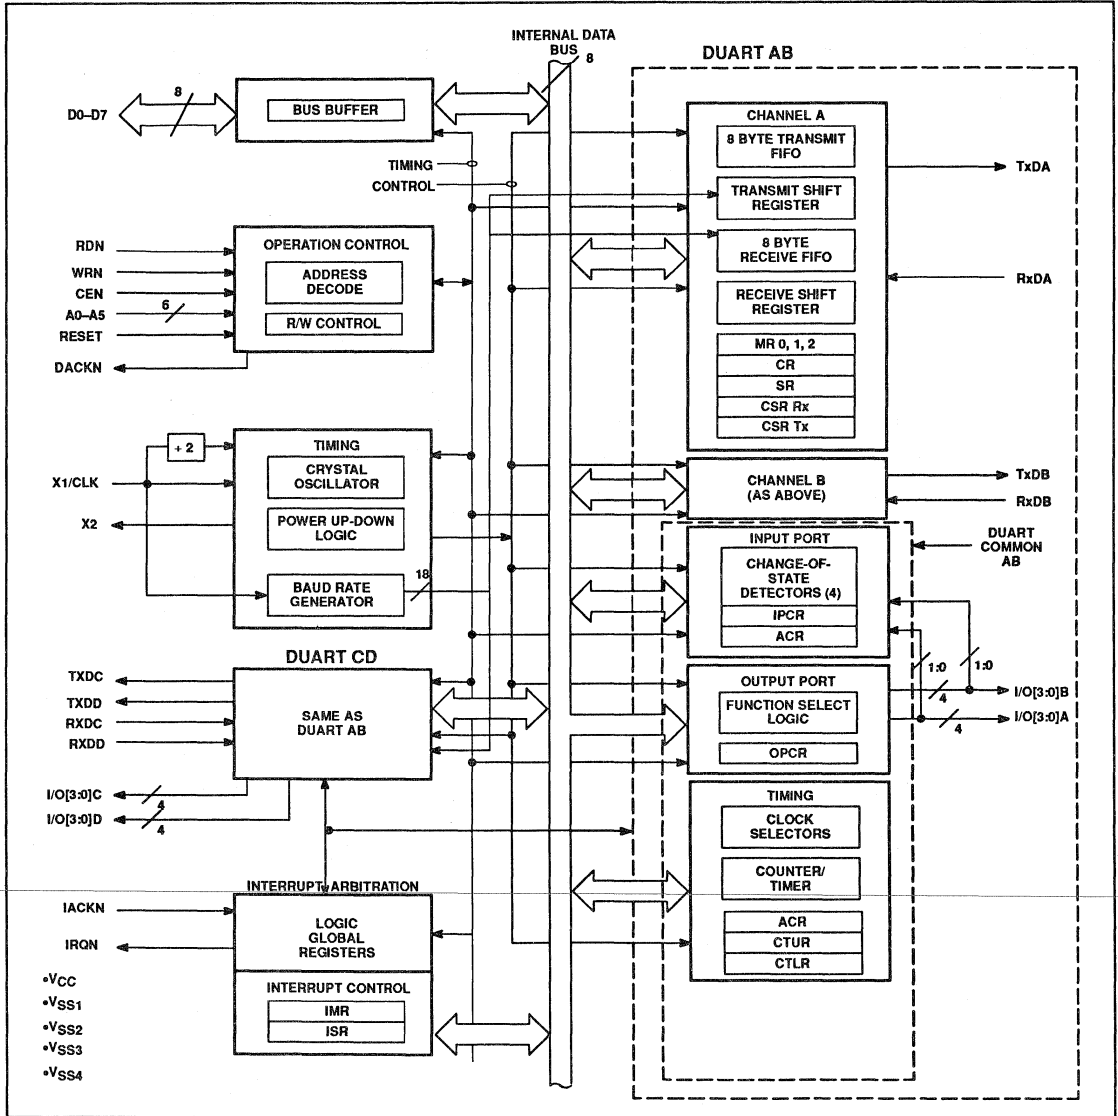 INTERNAL DATA
BUS
8
DUART AB
D0–D7
8
BUS BUFFER
TIMING
CONTROL
CHANNEL A
8 BYTE TRANSMIT
FIFO
TRANSMIT SHIFT
REGISTER
8 BYTE
RECEIVE FIFO
RECEIVE SHIFT
REGISTER
MR 0, 1, 2
CR
SR
CSR Rx
CSR Tx
TxDA
RxDA
RDN
WRN
CEN
A0–A5
6
RESET
DACKN
OPERATION CONTROL
ADDRESS
DECODE
R/W CONTROL
÷ 2
X1/CLK
X2
TIMING
CRYSTAL
OSCILLATOR
POWER UP-DOWN
LOGIC
BAUD RATE
GENERATOR
18
CHANNEL B
(AS ABOVE)
TxDB
RxDB
DUART
COMMON
AB
INPUT PORT
CHANGE-OF-
STATE
DETECTORS (4)
IPCR
ACR
1:0
1:0
OUTPUT PORT
FUNCTION SELECT
LOGIC
OPCR
4
I/O[3:0]B
4
I/O[3:0]A
DUART CD
TXDC
TXDD
RXDC
RXDD
SAME AS
DUART AB
I/O[3:0]C
4
I/O[3:0]D
4
TIMING
CLOCK
SELECTORS
COUNTER/
TIMER
ACR
CTUR
CTLR
INTERRUPT ARBITRATION
IACKN
IRQN
LOGIC
GLOBAL
REGISTERS
INTERRUPT CONTROL
IMR
ISR
•VCC
•VSS1
•VSS2
•VSS3
•VSS4